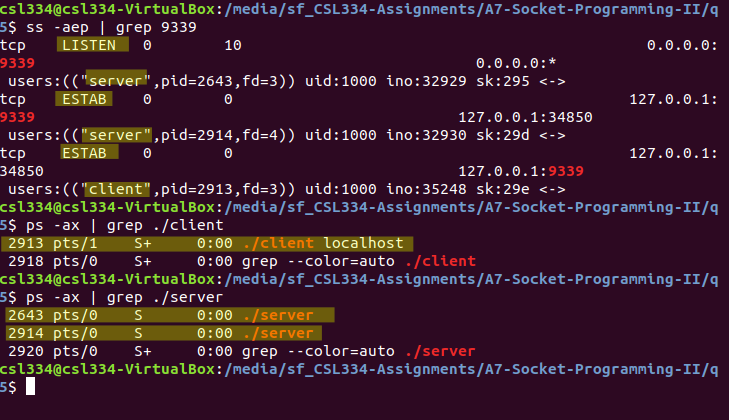 csl334@csl334-VirtualBox:/media/sf_CSL334-Assignments/A7-Socket-Programming-II/q
5$ ss -aep | grep 9339
tcp    LISTEN  0         10                                                  0.0.0.0:
9339                                                     0.0.0.0:*
 users:(("server",pid=2643,fd=3)) uid:1000 ino:32929 sk:295 <->
tcp    ESTAB    0         0                                                127.0.0.1:
9339                                                   127.0.0.1:34850
 users:(("server",pid=2914,fd=4)) uid:1000 ino:32930 sk:29d <->
tcp    ESTAB    0         0                                                127.0.0.1:
34850                                                  127.0.0.1:9339
 users:(("client",pid=2913,fd=3)) uid:1000 ino:35248 sk:29e <->
csl334@csl334-VirtualBox:/media/sf_CSL334-Assignments/A7-Socket-Programming-II/q
5$ ps -ax | grep ./client
 2913 pts/1    S+     0:00 ./client localhost
 2918 pts/0    S+     0:00 grep --color=auto ./client
csl334@csl334-VirtualBox:/media/sf_CSL334-Assignments/A7-Socket-Programming-II/q
5$ ps -ax | grep ./server
 2643 pts/0    S      0:00 ./server
 2914 pts/0    S      0:00 ./server
 2920 pts/0    S+     0:00 grep --color=auto ./server
csl334@csl334-VirtualBox:/media/sf_CSL334-Assignments/A7-Socket-Programming-II/q
5$